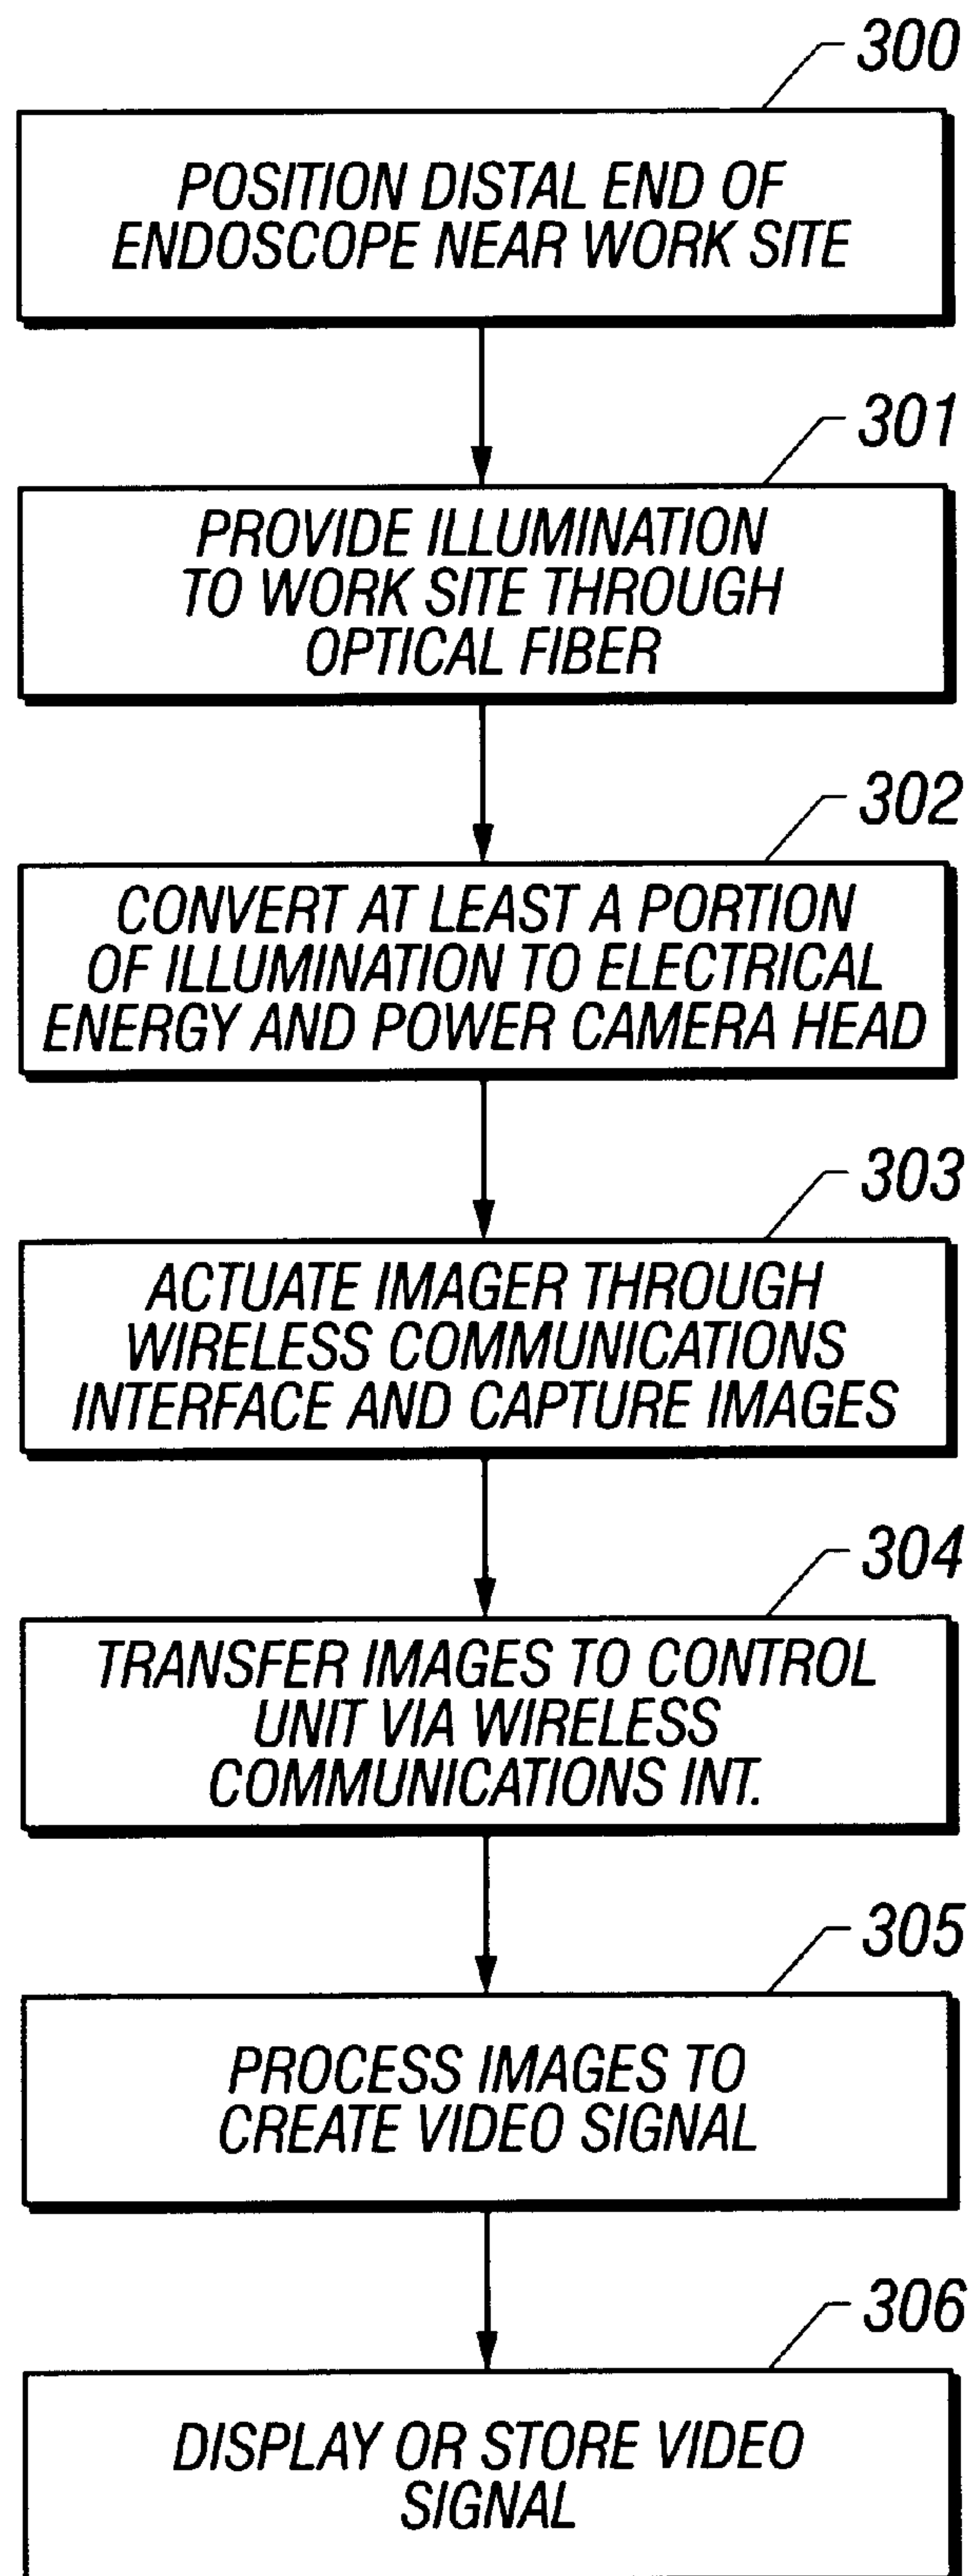 300
POSITION DISTAL END OF
ENDOSCOPE NEAR WORK SITE
301
PROVIDE ILLUMINATION
TO WORK SITE THROUGH
OPTICAL FIBER
302
CONVERT AT LEAST A PORTION
OF ILLUMINATION TO ELECTRICAL
ENERGY AND POWER CAMERA HEAD
303
ACTUATE IMAGER THROUGH
WIRELESS COMMUNICATIONS
INTERFACE AND CAPTURE IMAGES
304
TRANSFER IMAGES TO CONTROL
UNIT VIA WIRELESS
COMMUNICATIONS INT.
305
PROCESS IMAGES TO
CREATE VIDEO SIGNAL
306
DISPLAY OR STORE VIDEO
SIGNAL